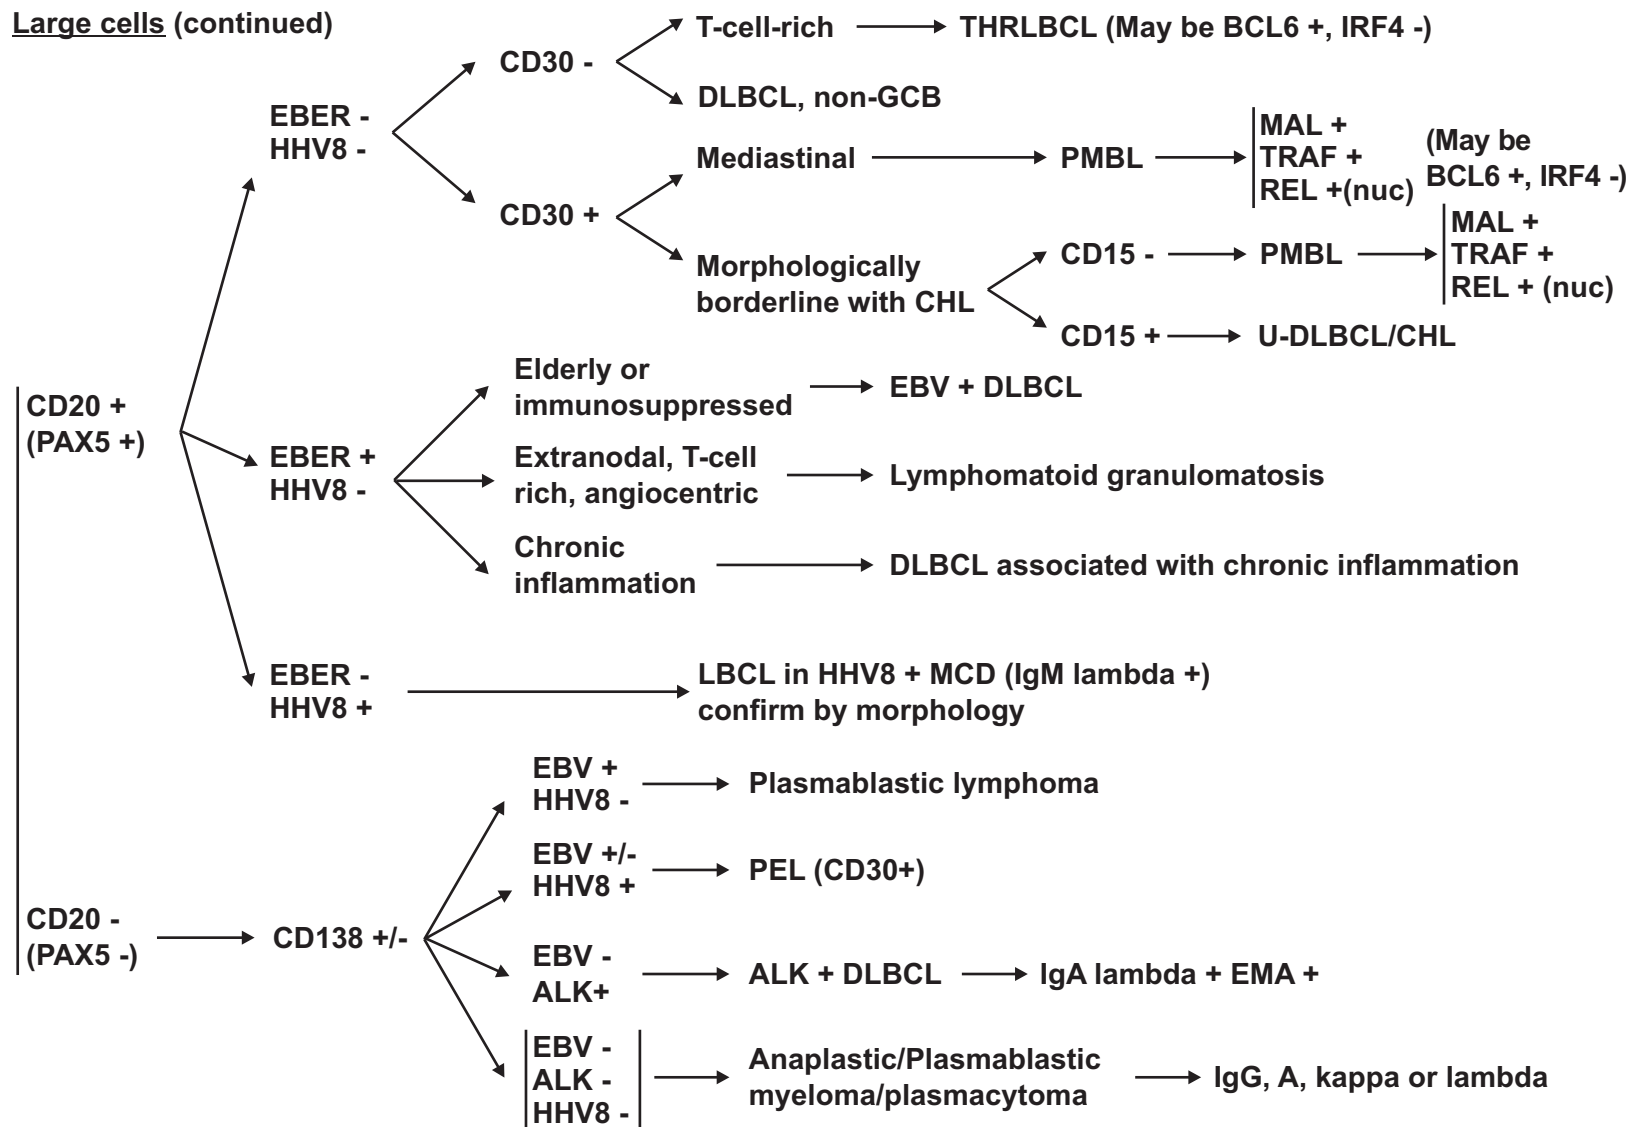 Large cells (continued)
T-cell-rich
THRLBCL (May be BCL6 +, IRF4 -)
CD30 -
DLBCL, non-GCB
EBER -
HHV8 -
Mediastinal
PMBL
MAL +
TRAF +
REL +(nuc)
(May be
BCL6 +, IRF4 -)
CD30 +
Morphologically
borderline with CHL
CD15 -
PMBL
MAL +
TRAF +
REL + (nuc)
CD15 +
U-DLBCL/CHL
CD20 +
(PAX5 +)
EBER +
HHV8 -
Elderly or
immunosuppressed
EBV + DLBCL
Extranodal, T-cell
rich, angiocentric
Lymphomatoid granulomatosis
Chronic
inflammation
DLBCL associated with chronic inflammation
EBER -
HHV8 +
LBCL in HHV8 + MCD (IgM lambda +)
confirm by morphology
CD20 -
(PAX5 -)
CD138 +/-
EBV +
HHV8 -
Plasmablastic lymphoma
EBV +/-
HHV8 +
PEL (CD30+)
EBV -
ALK+
ALK + DLBCL
IgA lambda + EMA +
EBV -
ALK -
HHV8 -
Anaplastic/Plasmablastic
myeloma/plasmacytoma
IgG, A, kappa or lambda